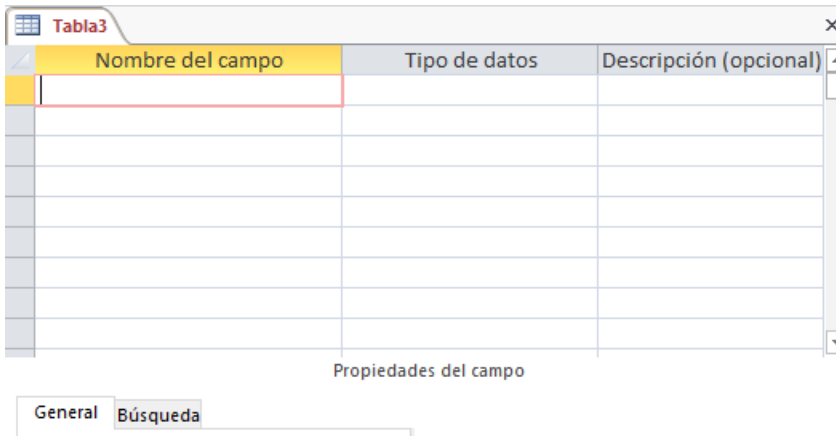 Tabla3
Nombre del campo Tipo de datos Descripción (opcional)
Propiedades del campo
General Búsqueda